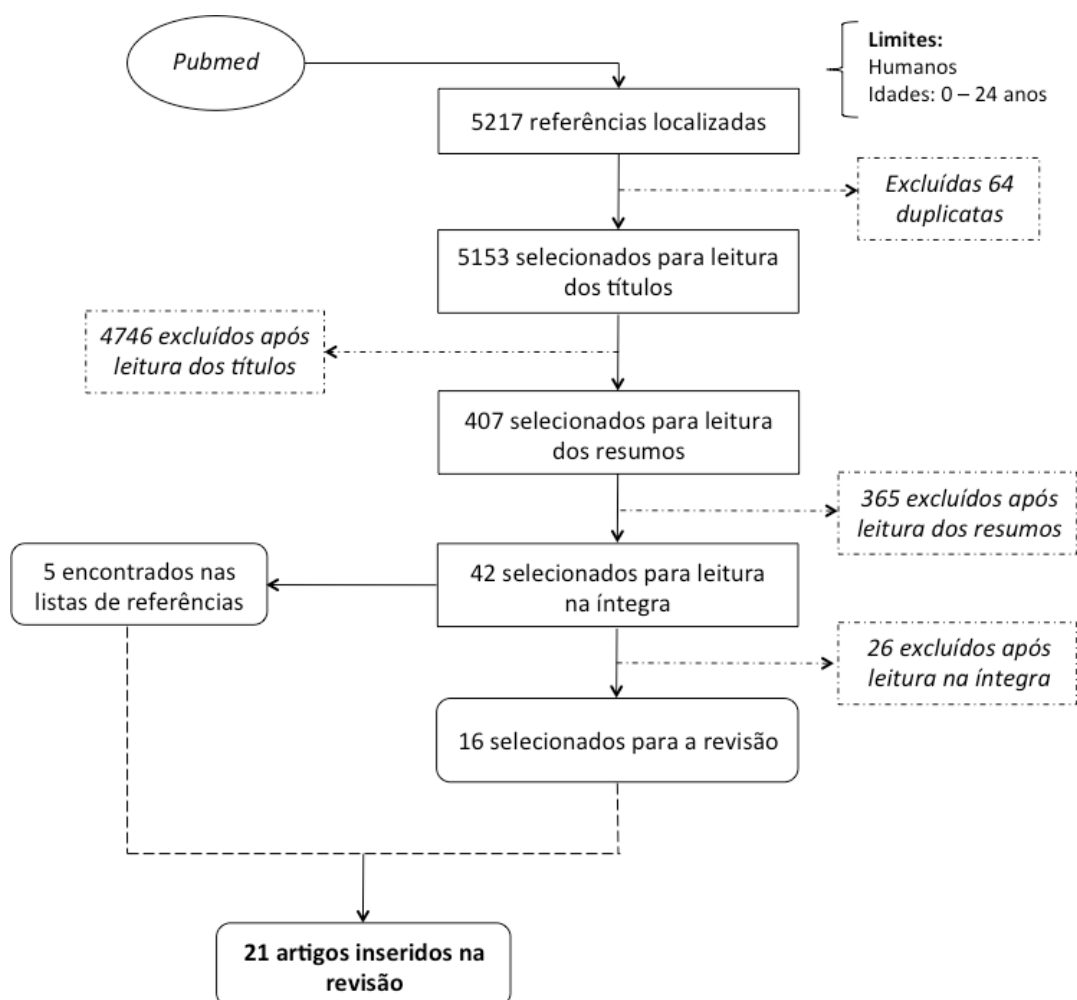 Pubmed
Limites:
Humanos
Idades: 0 – 24 anos
5217 referências localizadas
Excluídas 64
duplicatas
5153 selecionados para leitura
dos títulos
4746 excluídos após
leitura dos títulos
407 selecionados para leitura
dos resumos
365 excluídos após
leitura dos resumos
5 encontrados nas
listas de referências
42 selecionados para leitura
na íntegra
26 excluídos após
leitura na íntegra
16 selecionados para a revisão
21 artigos inseridos na
revisão